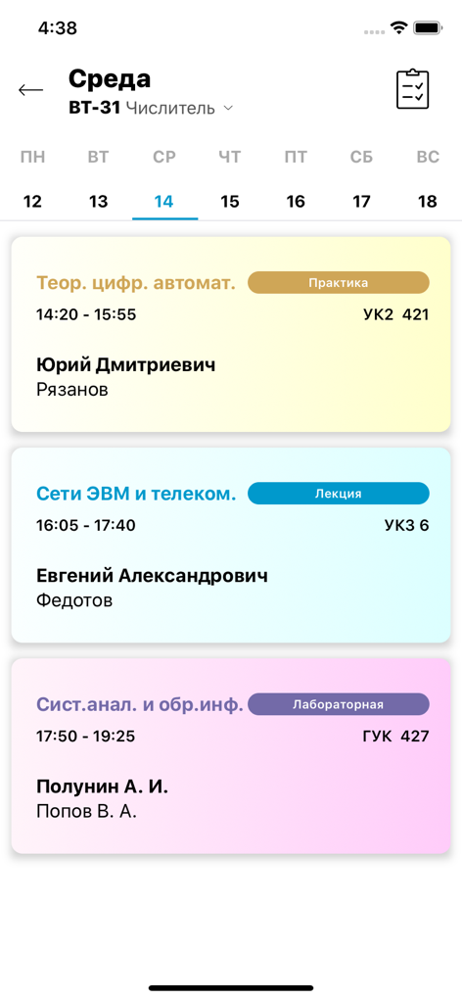 4:38
Среда
ВТ-31 Числитель
ПН ВТ СР ЧТ ПТ СБ ВС
12 13 14 15 16 17 18
Теор. цифр. автомат. Практика
14:20 - 15:55 УК2 421
Юрий Дмитриевич
Рязанов
Сети ЭВМ и телеком. Лекция
16:05 - 17:40 УК3 6
Евгений Александрович
Федотов
Сист.анал. и обр.инф. Лабораторная
17:50 - 19:25 ГУК 427
Полунин А. И.
Попов В. А.